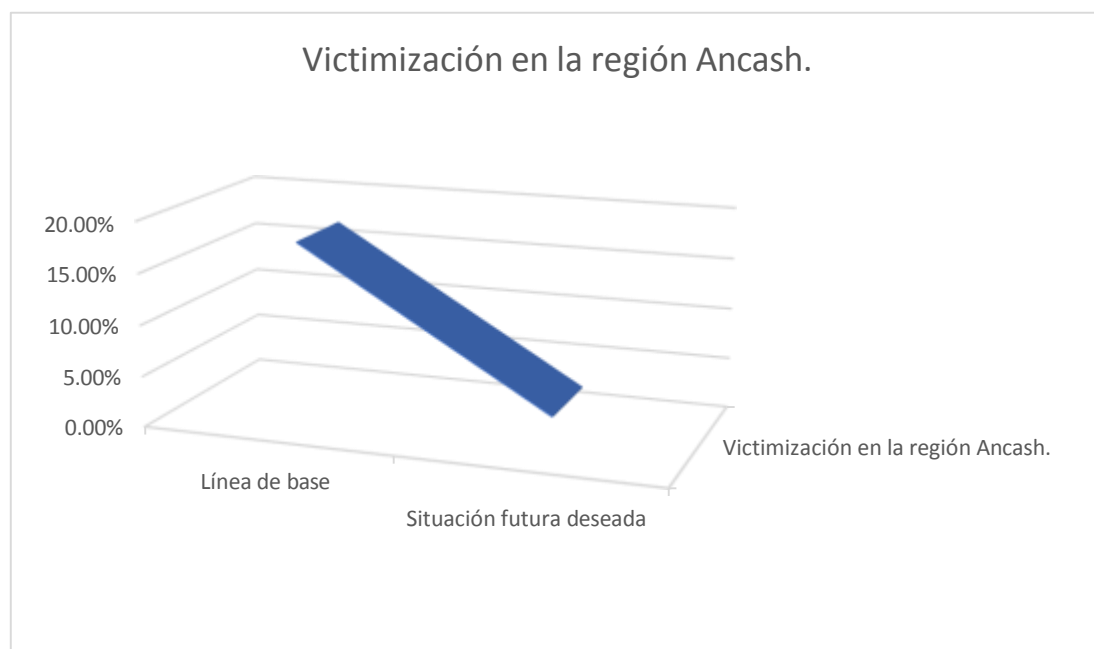 Victimización en la región Ancash.
20.00%
15.00%
10.00%
5.00%
0.00%
Victimización en la región Ancash.
Línea de base
Situación futura deseada